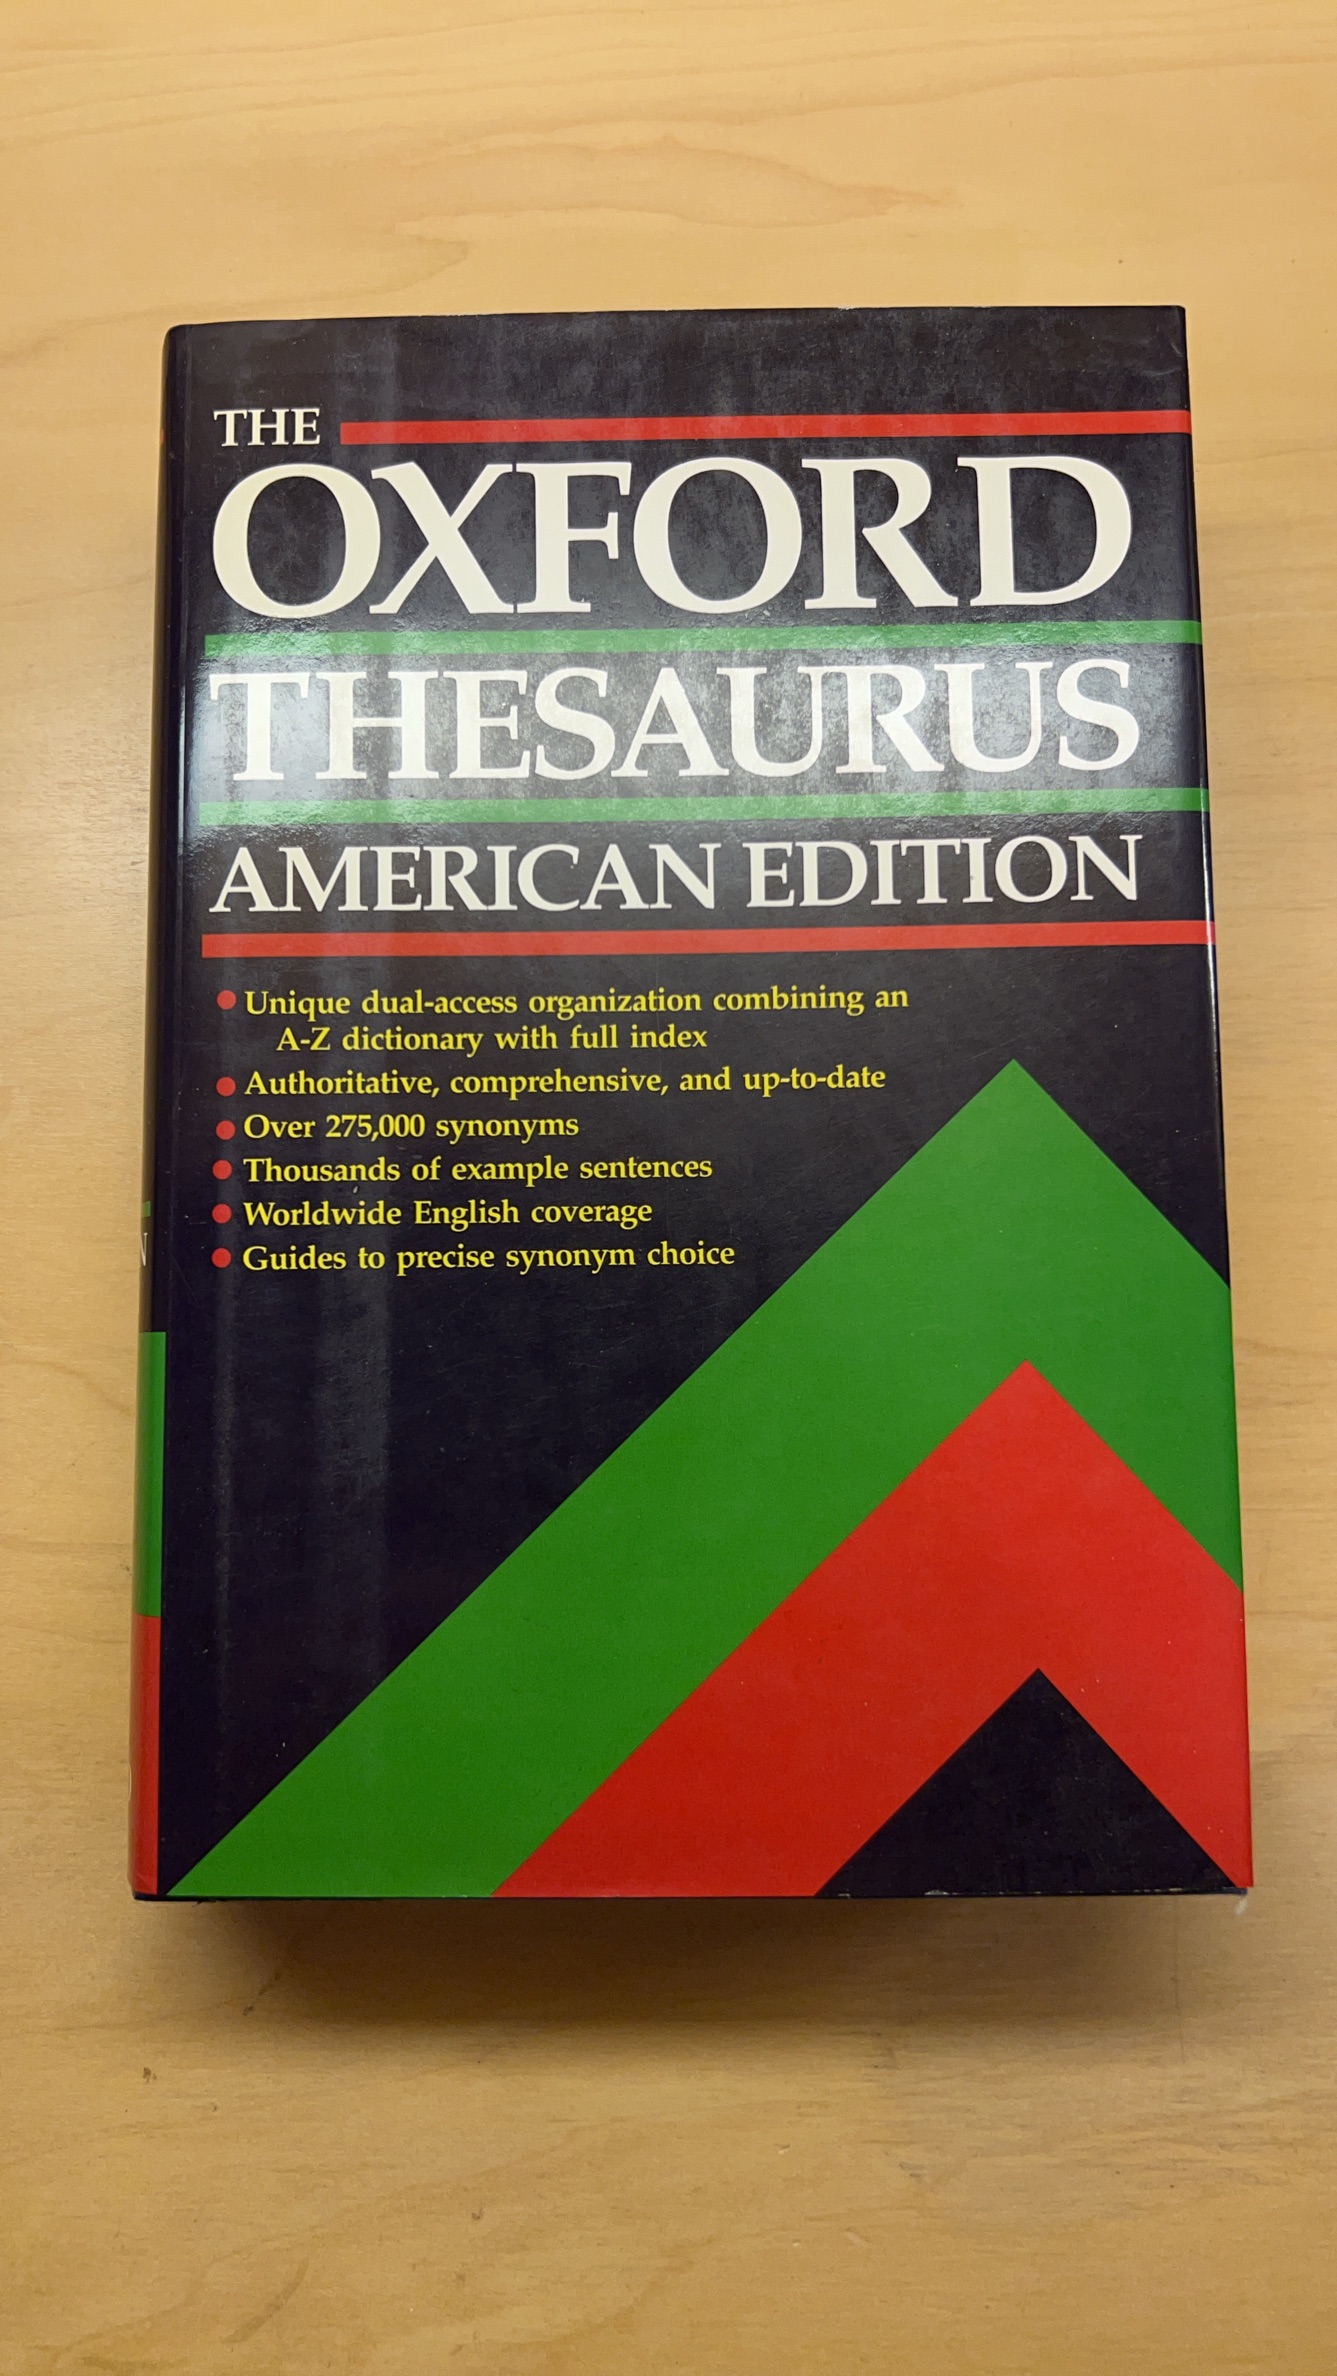 THE
OXFORD
THESAURUS
AMERICAN EDITION
Unique dual-access organization combining an
A-Z dictionary with full index
Authoritative, comprehensive, and up-to-date
Over 275,000 synonyms
Thousands of example sentences
Worldwide English coverage
Guides to precise synonym choice